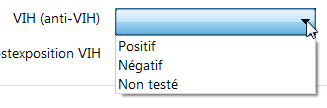 VIH (anti-VIH)
Positif
stexposition VIH
Négatif
Non testé